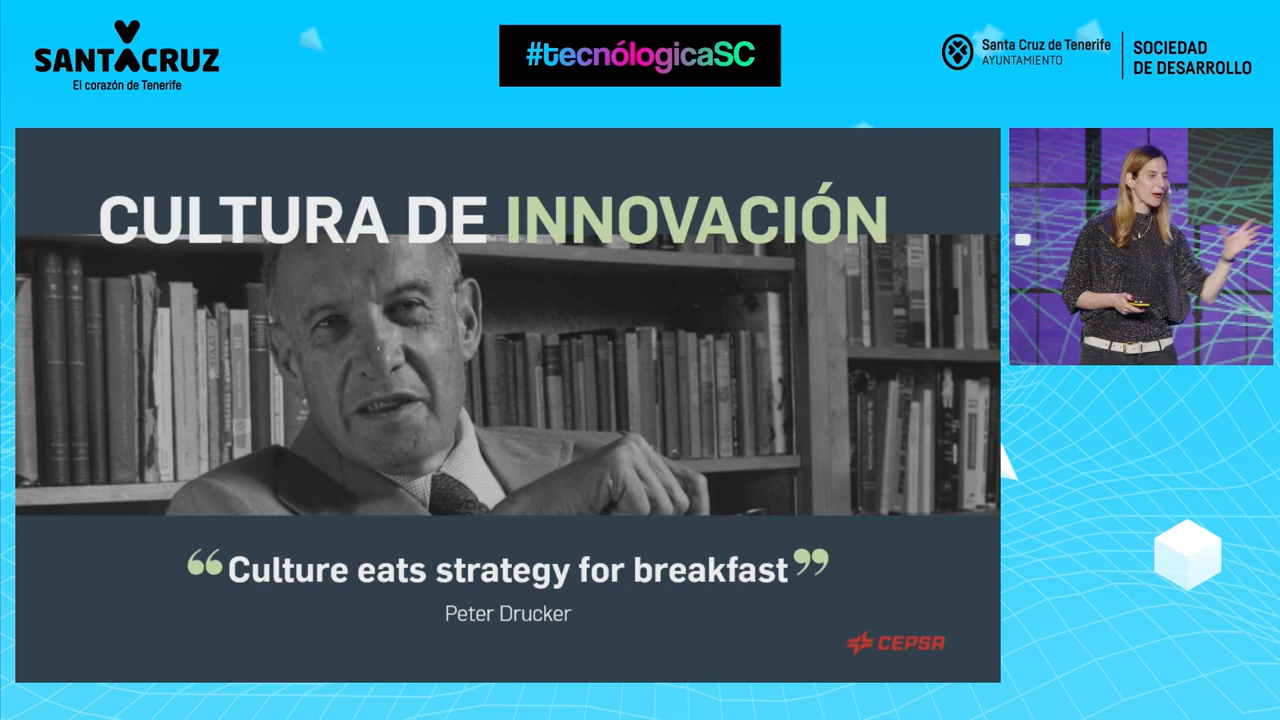 SANTACRUZ
El corazón de Tenerife
#tecnólogicaSC
Santa Cruz de Tenerife
AYUNTAMIENTO
SOCIEDAD
DE DESARROLLO
CULTURA DE INNOVACIÓN
“Culture eats strategy for breakfast”
Peter Drucker
CEPSA